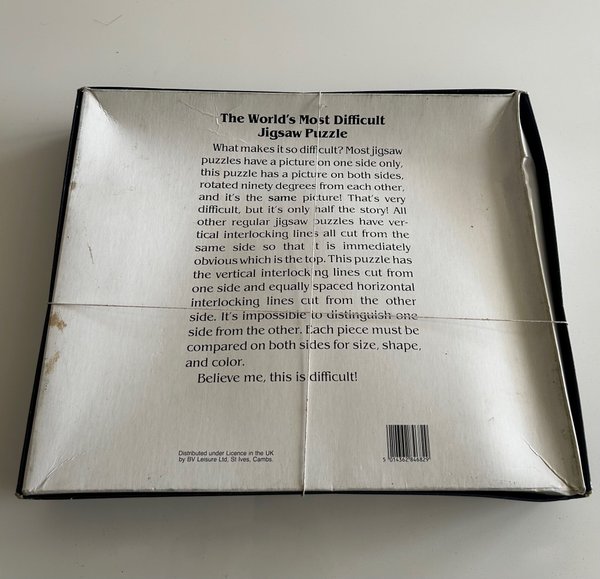 The World's Most Difficult
Jigsaw Puzzle
What makes it so difficult? Most jigsaw
puzzles have a picture on one side only,
this puzzle has a picture on both sides,
rotated ninety degrees from each other,
and it's the same picture! That's very
difficult, but it's only half the story! All
other regular jigsaw puzzles have ver-
tical interlocking lines all cut from the
same side so that it is immediately
obvious which is the top. This puzzle has
the vertical interlocking lines cut from
one side and equally spaced horizontal
interlocking lines cut from the other
side. It's impossible to distinguish one
side from the other. Each piece must be
compared on both sides for size, shape,
and color.
Believe me, this is difficult!
Distributed under Licence in the UK
by BV Leisure Ltd, St Ives, Cambs.
5 014362 846829